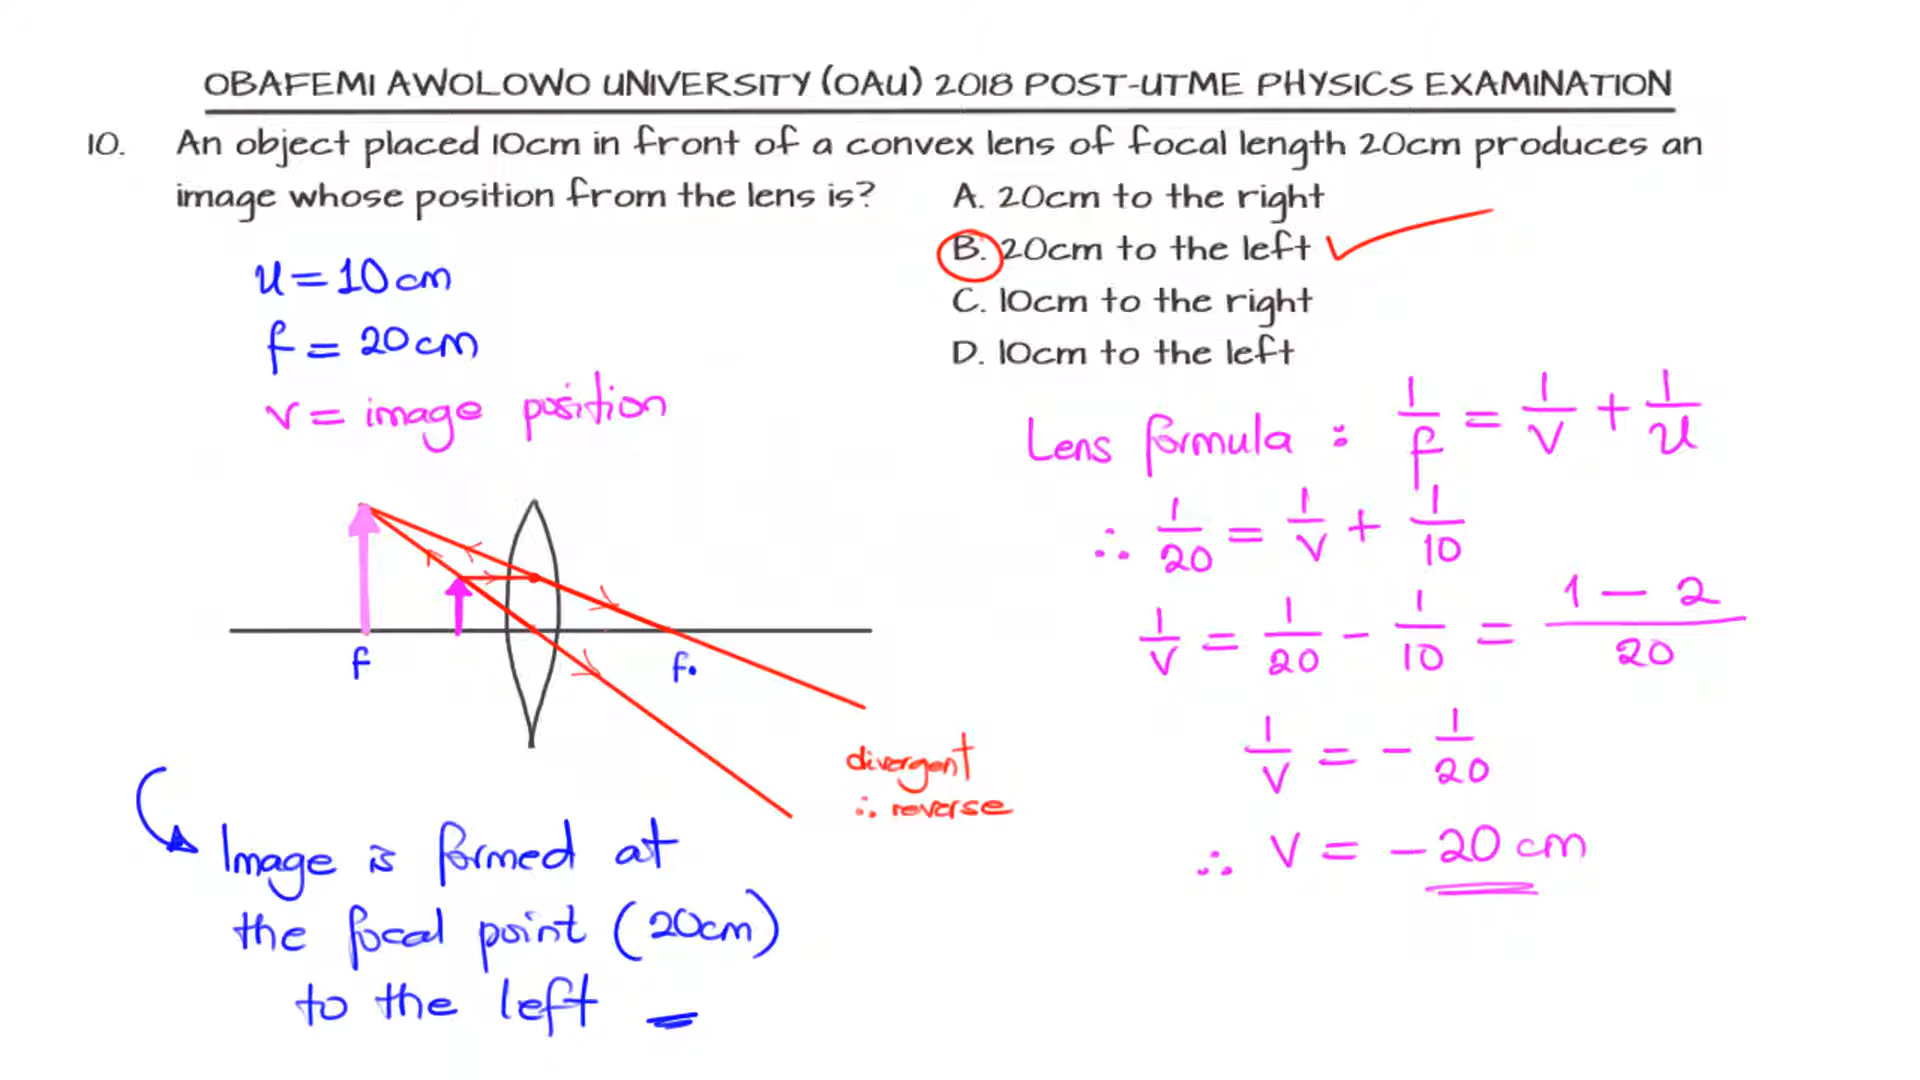 OBAFEMI AWOLOWO UNIVERSITY (OAU) 2018 POST-UTME PHYSICS EXAMINATION
10. An object placed 10cm in front of a convex lens of focal length 20cm produces an
image whose position from the lens is?
A. 20cm to the right
B. 20cm to the left
C. 10cm to the right
D. 10cm to the left
u = 10cm
f = 20cm
v = image position
Lens formula : 1/f = 1/v + 1/u
∴ 1/20 = 1/v + 1/10
1/v = 1/20 - 1/10 = (1 - 2)/20
1/v = - 1/20
∴ v = - 20 cm
f
f.
divergent
∴ reverse
Image is formed at
the focal point (20cm)
to the left